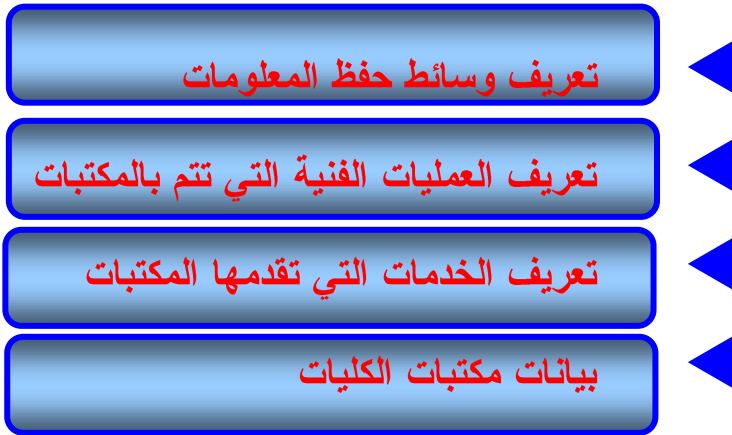 تعريف وسائط حفظ المعلومات
تعريف العمليات الفنية التي تتم بالمكتبات
تعريف الخدمات التي تقدمها المكتبات
بيانات مكتبات الكليات